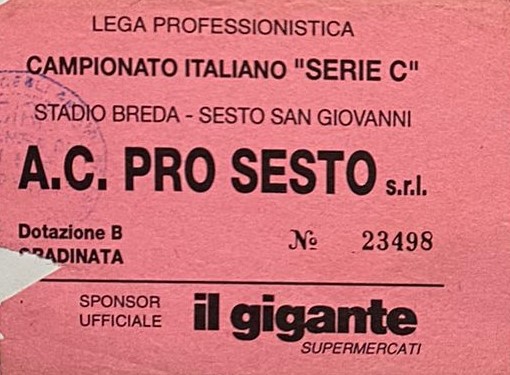 LEGA PROFESSIONISTICA
CAMPIONATO ITALIANO "SERIE C"
STADIO BREDA - SESTO SAN GIOVANNI
A.C. PRO SESTO s.r.l.
Dotazione B
GRADINATA
№ 23498
SPONSOR
UFFICIALE
il gigante
SUPERMERCATI